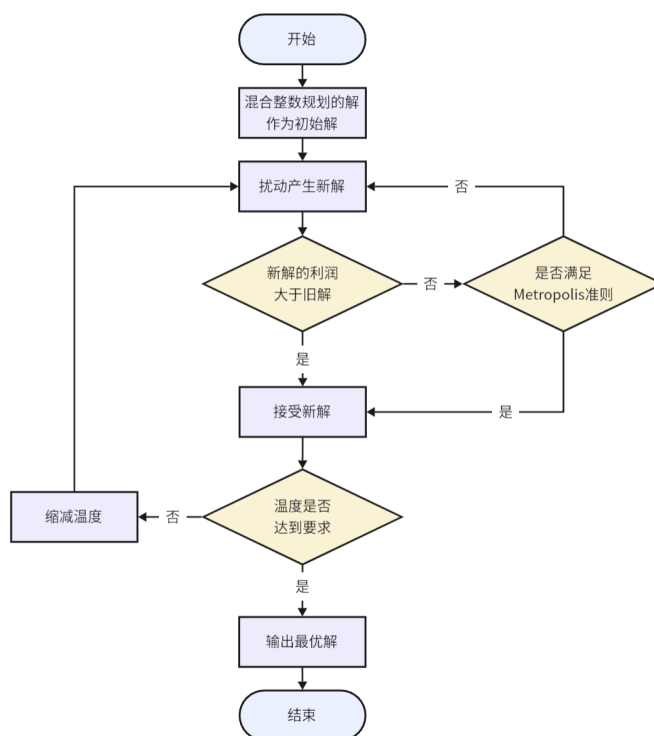 开始
混合整数规划的解
作为初始解
扰动产生新解
否
新解的利润
大于旧解
否
是否满足
Metropolis准则
是
接受新解
是
温度是否
达到要求
否
缩减温度
是
输出最优解
结束